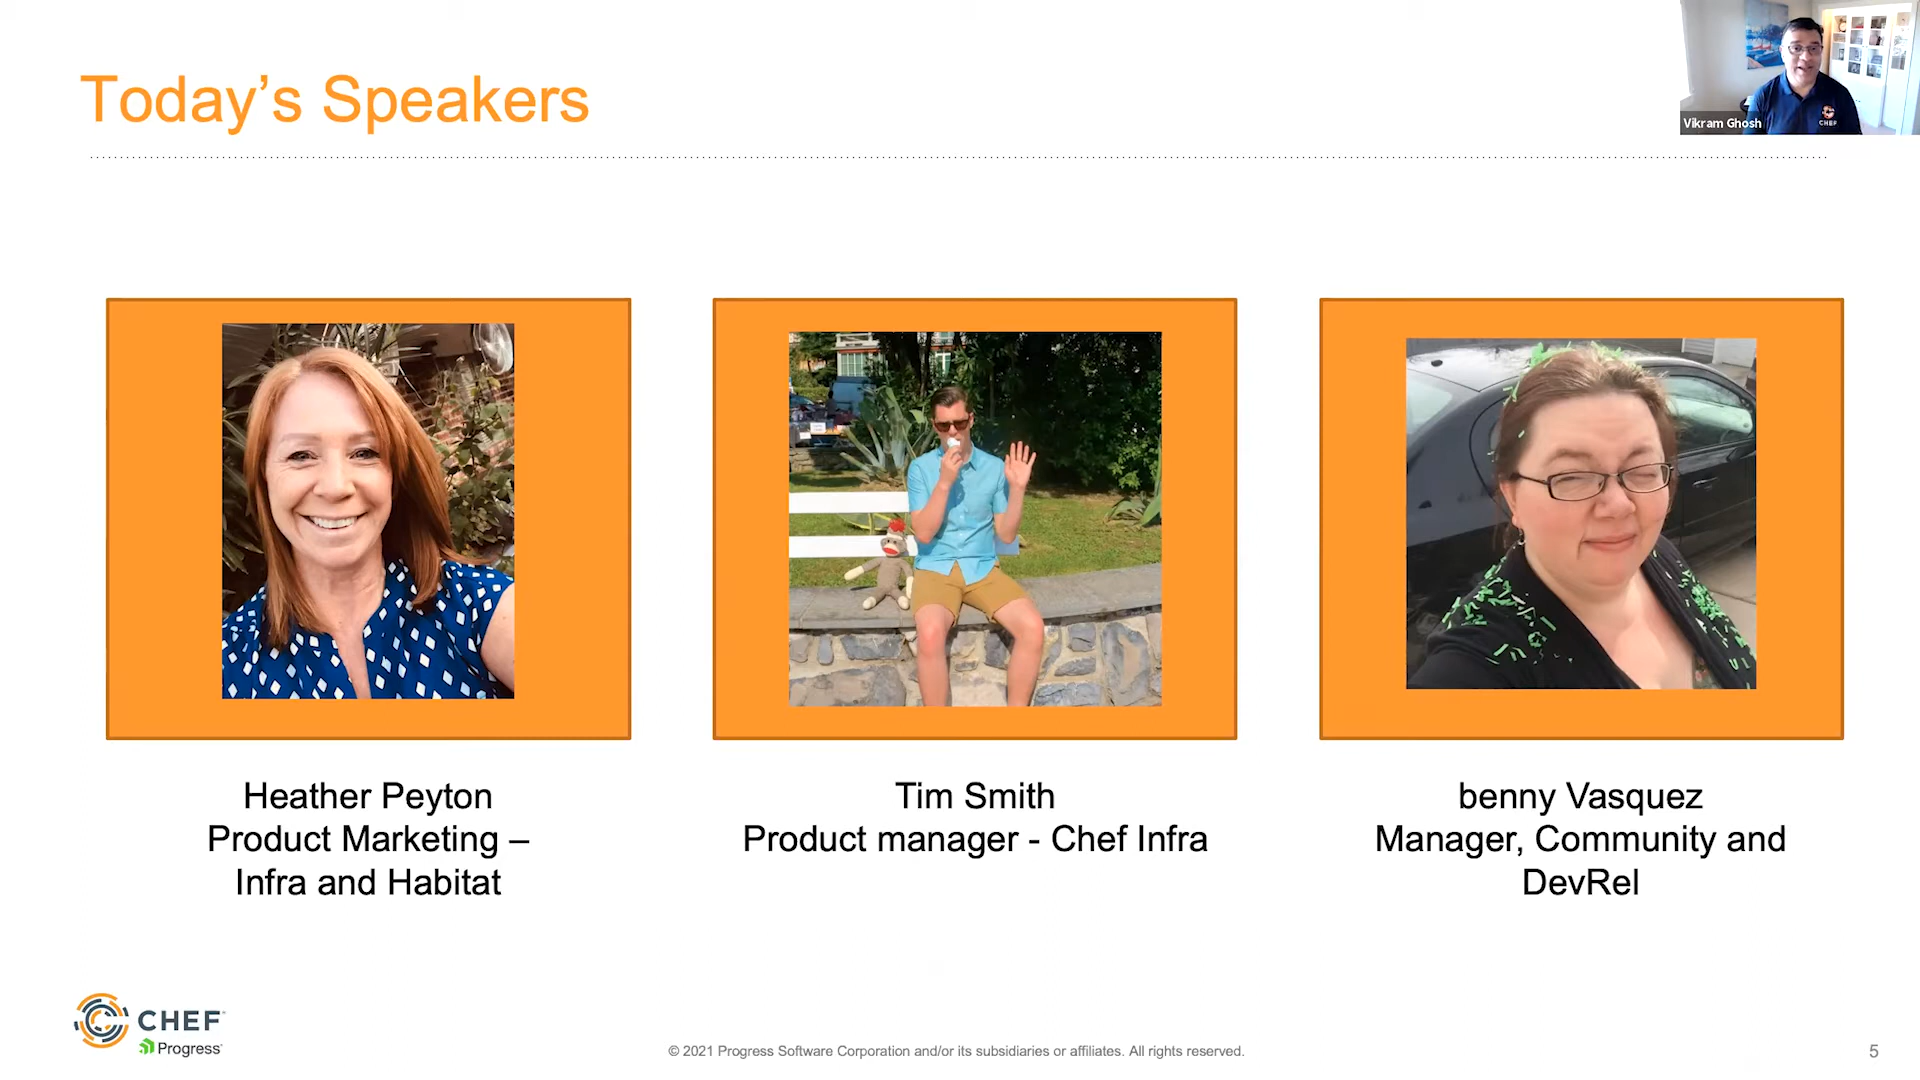 Today's Speakers
Vikram Ghosh
CHEF
Heather Peyton
Product Marketing –
Infra and Habitat
Tim Smith
Product manager - Chef Infra
benny Vasquez
Manager, Community and
DevRel
CHEF
Progress
© 2021 Progress Software Corporation and/or its subsidiaries or affiliates. All rights reserved.
5